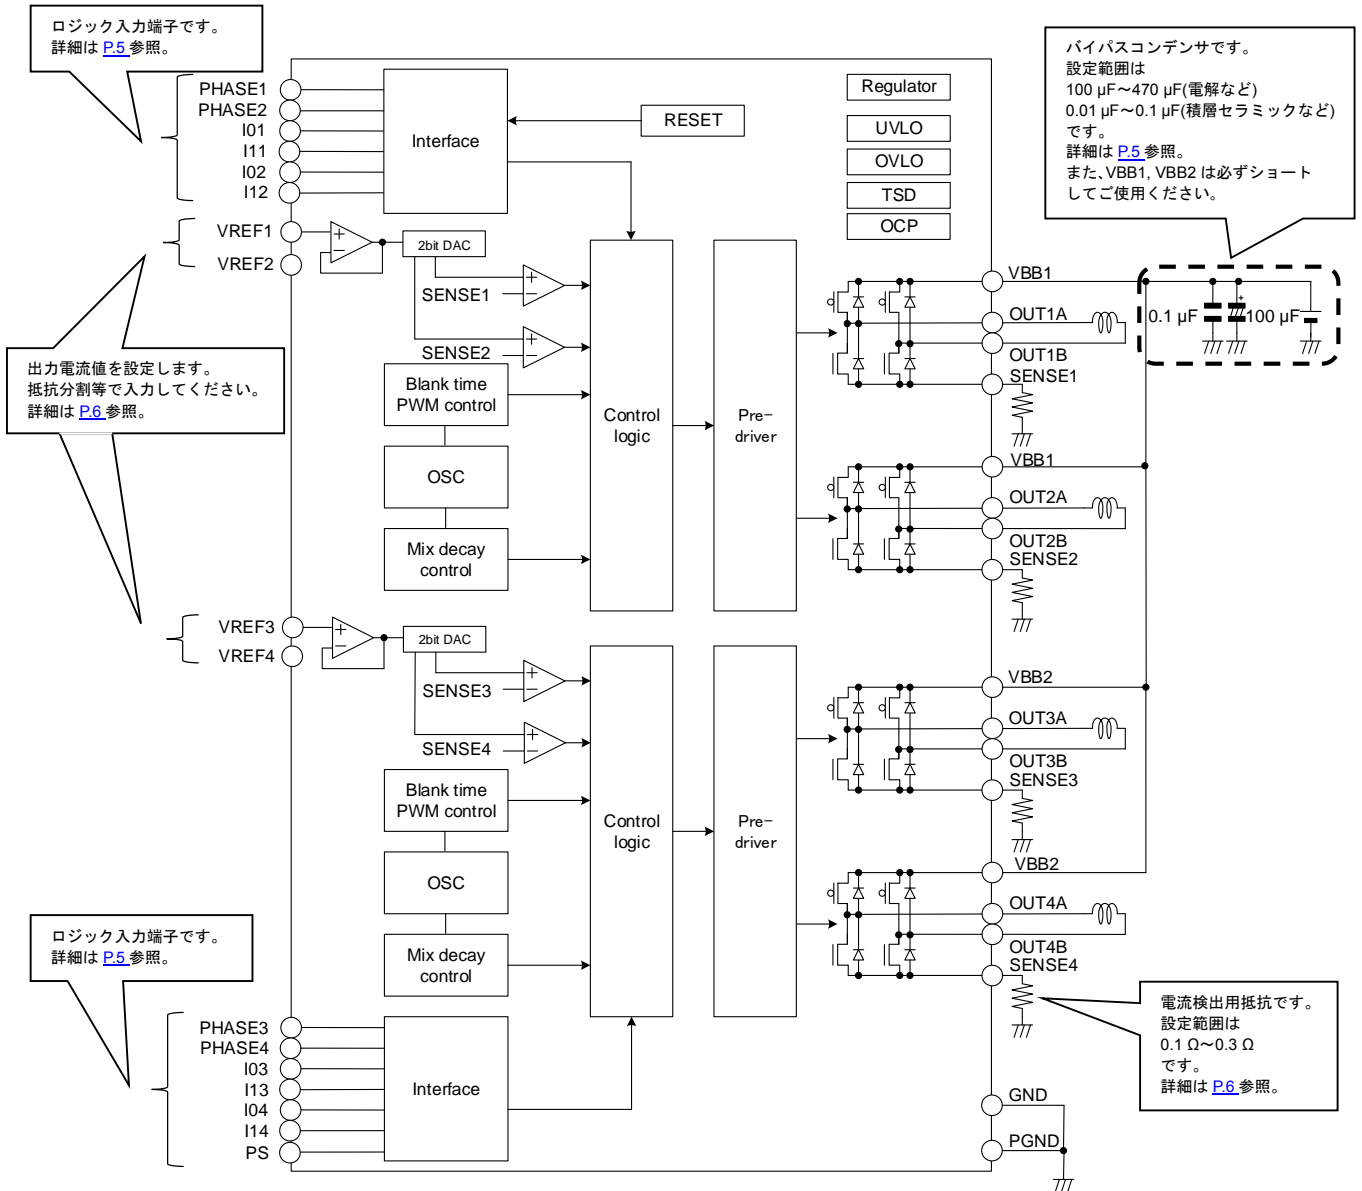 ロジック入力端子です。
詳細は P.5 参照。
バイパスコンデンサです。
設定範囲は
100 µF～470 µF(電解など)
0.01 µF～0.1 µF(積層セラミックなど)
です。
詳細は P.5 参照。
また、VBB1, VBB2 は必ずショート
してご使用ください。
PHASE1
PHASE2
I01
I11
I02
I12
Interface
RESET
Regulator
UVLO
OVLO
TSD
OCP
VREF1
VREF2
2bit DAC
SENSE1
SENSE2
出力電流値を設定します。
抵抗分割等で入力してください。
詳細は P.6 参照。
Blank time
PWM control
OSC
Mix decay
control
Control
logic
Pre−
driver
VBB1
OUT1A
OUT1B
SENSE1
0.1 µF
+
100 µF
VBB1
OUT2A
OUT2B
SENSE2
VREF3
VREF4
2bit DAC
SENSE3
SENSE4
Blank time
PWM control
OSC
Mix decay
control
Control
logic
Pre−
driver
VBB2
OUT3A
OUT3B
SENSE3
VBB2
OUT4A
OUT4B
SENSE4
ロジック入力端子です。
詳細は P.5 参照。
電流検出用抵抗です。
設定範囲は
0.1 Ω～0.3 Ω
です。
詳細は P.6 参照。
PHASE3
PHASE4
I03
I13
I04
I14
PS
Interface
GND
PGND